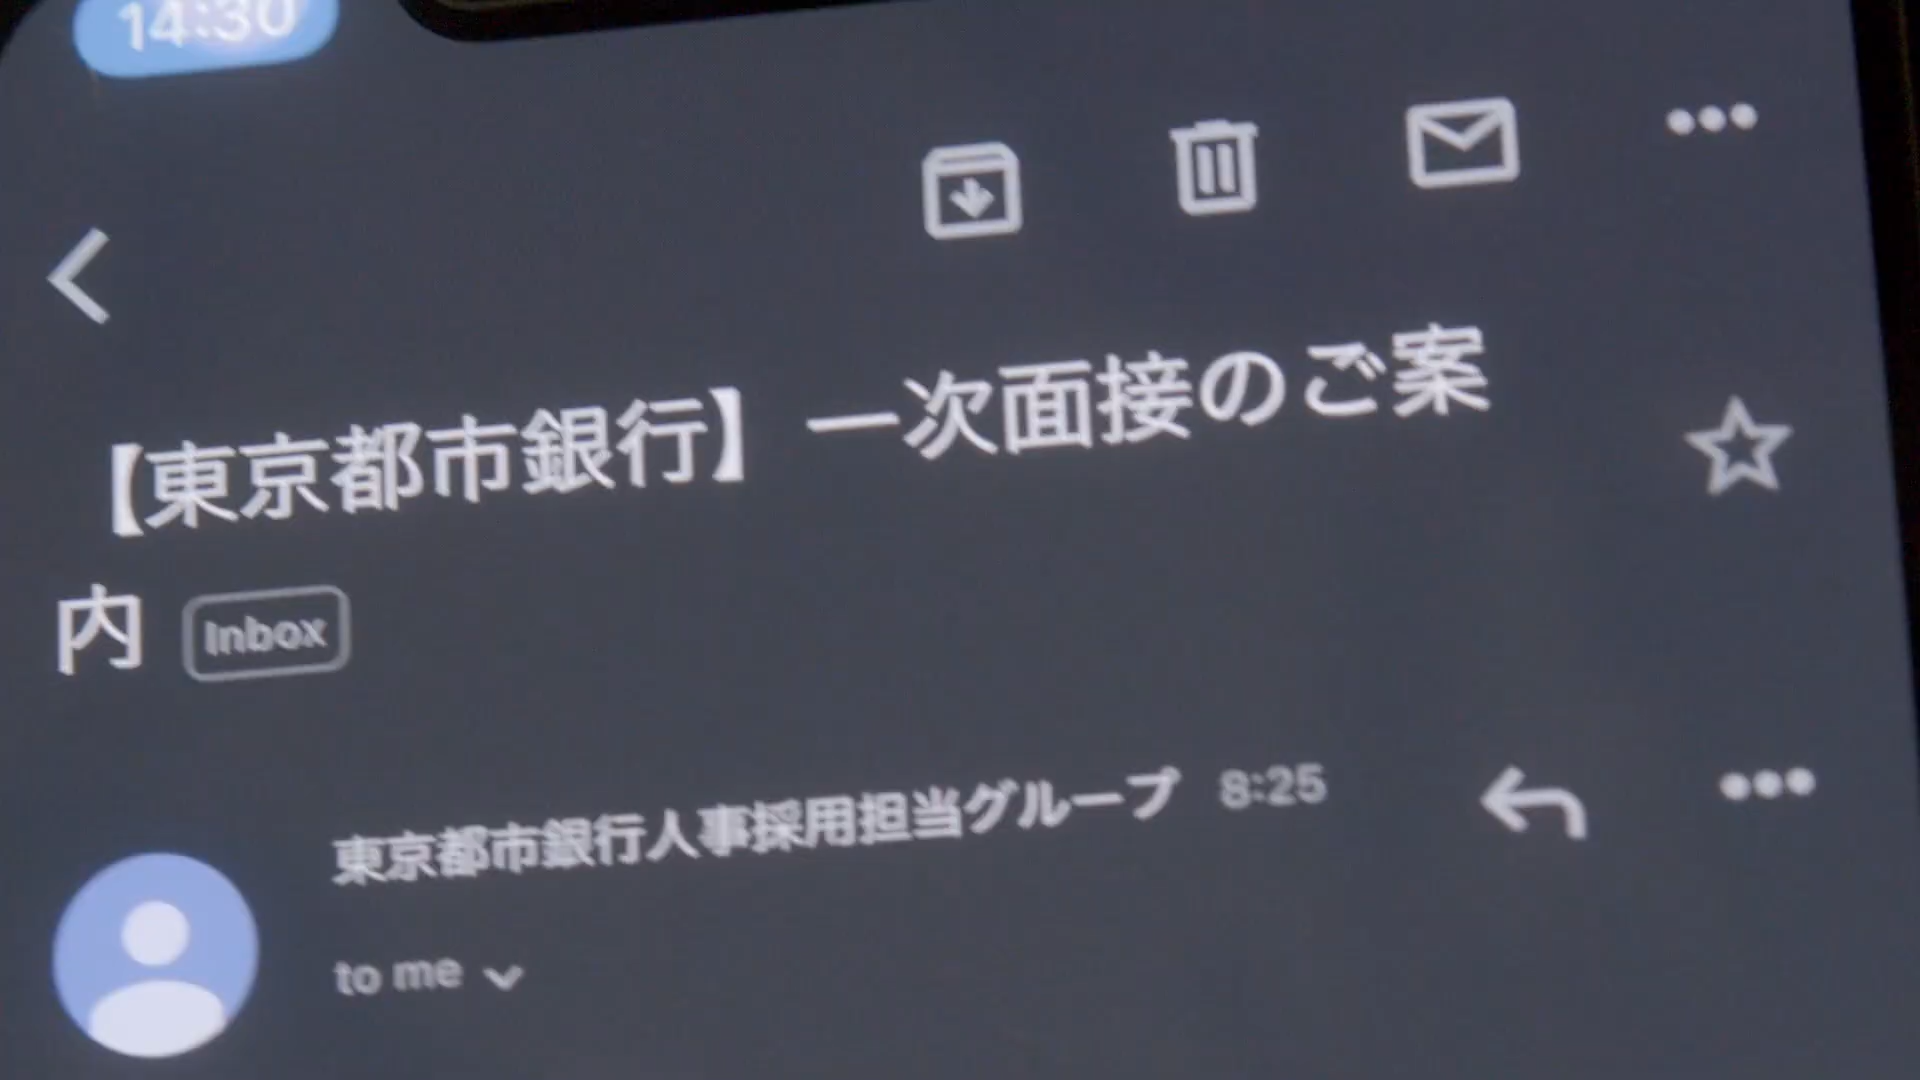 14:30
【東京都市銀行】一次面接のご案
内 Inbox
東京都市銀行人事採用担当グループ 8:25
to me